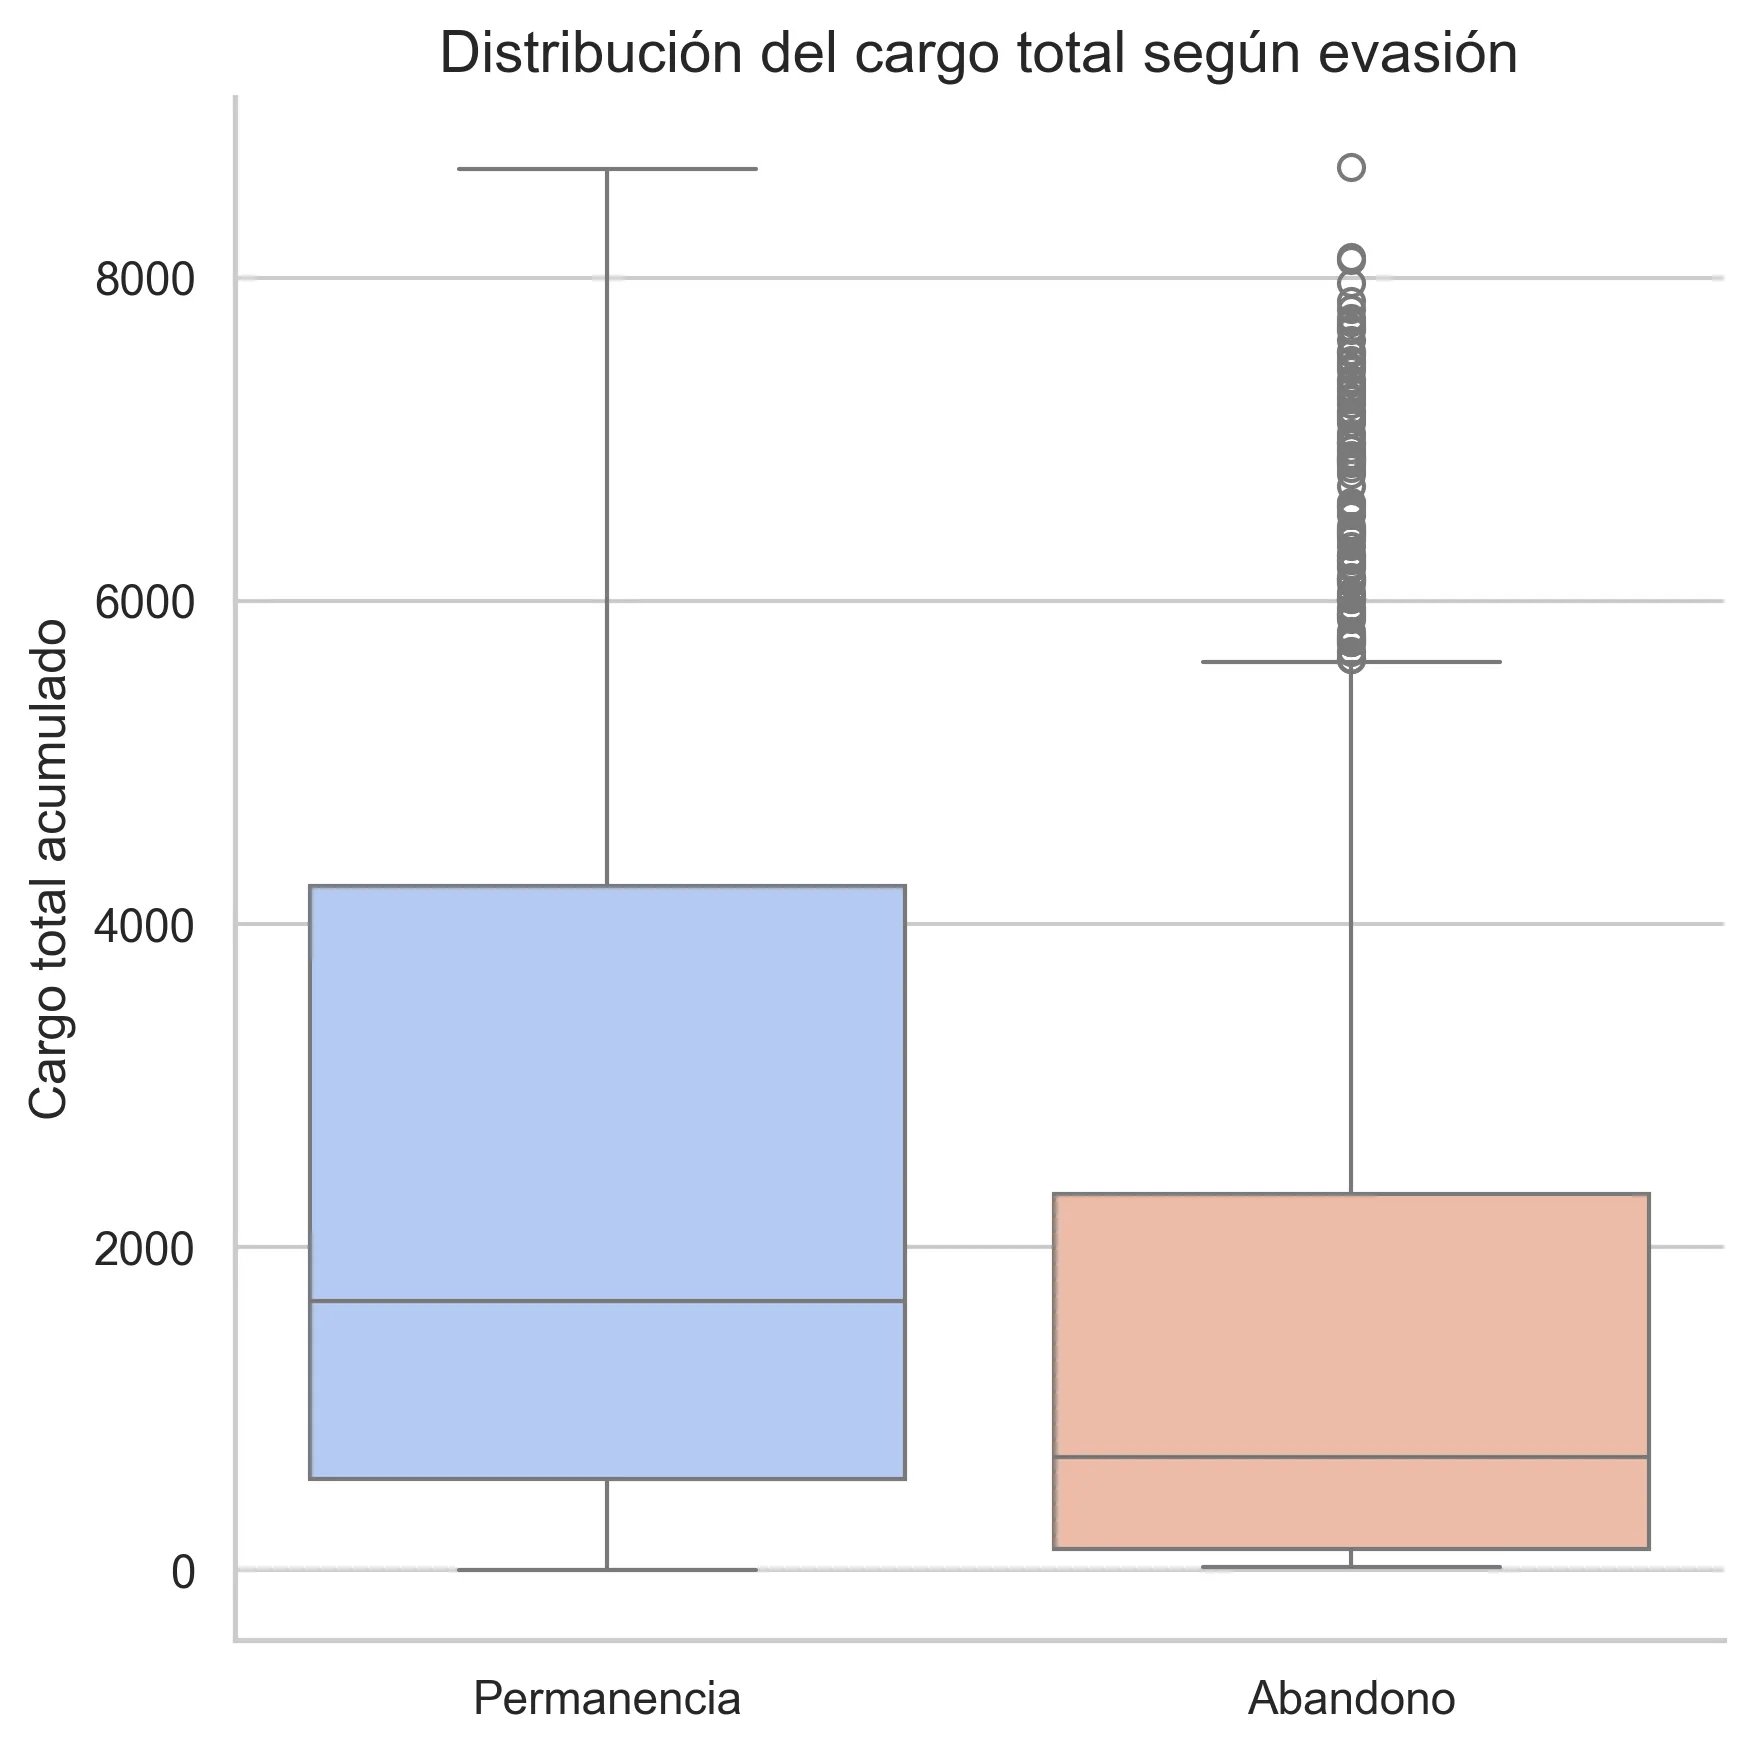 Distribución del cargo total según evasión
Cargo total acumulado
8000
6000
4000
2000
0
Permanencia
Abandono